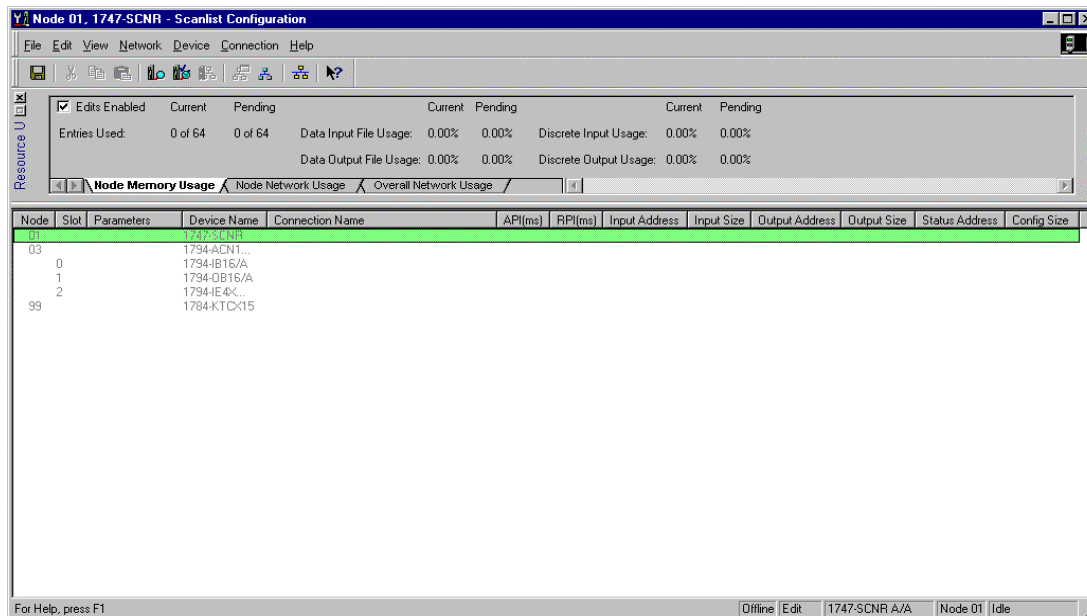 Node 01, 1747-SCNR - Scanlist Configuration
File Edit View Network Device Connection Help
Resource U
Edits Enabled Current Pending Current Pending Current Pending
Entries Used: 0 of 64 0 of 64 Data Input File Usage: 0.00% 0.00% Discrete Input Usage: 0.00% 0.00%
Data Output File Usage: 0.00% 0.00% Discrete Output Usage: 0.00% 0.00%
Node Memory Usage Node Network Usage Overall Network Usage
Node Slot Parameters Device Name Connection Name API(ms) RPI(ms) Input Address Input Size Output Address Output Size Status Address Config Size
01 1747-SCNR
03 1794-ACN1...
0 1794-IB16/A
1 1794-OB16/A
2 1794-IE4X...
99 1784-KTCX15
For Help, press F1 Offline Edit 1747-SCNR A/A Node 01 Idle